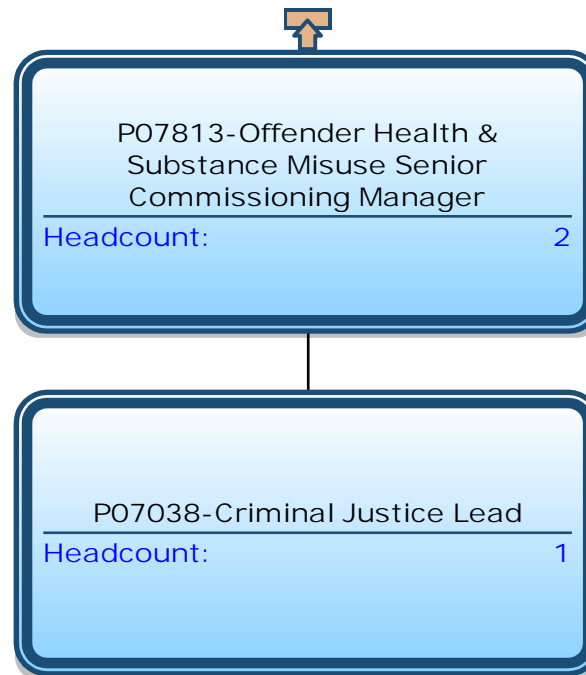 P07813-Offender Health &
Substance Misuse Senior
Commissioning Manager
Headcount: 2
P07038-Criminal Justice Lead
Headcount: 1